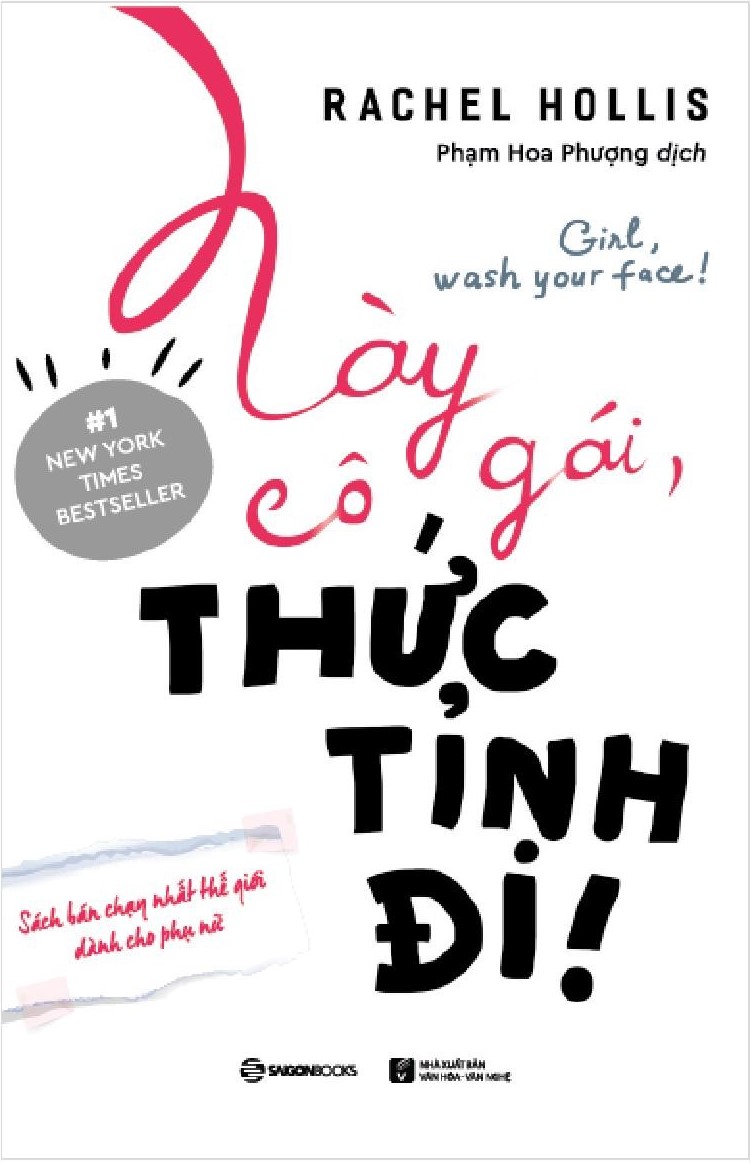 RACHEL HOLLIS
Phạm Hoa Phượng dịch
Girl,
wash your face!
Này
cô gái,
THỨC
TỈNH
ĐI!
#1
NEW YORK
TIMES
BESTSELLER
Sách bán chạy nhất thế giới
dành cho phụ nữ
SAIGONBOOKS
NHÀ XUẤT BẢN
VĂN HÓA - VĂN NGHỆ